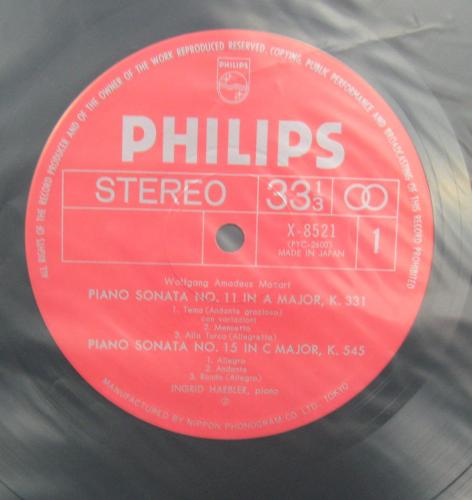 ALL RIGHTS OF THE RECORD PRODUCER AND OF THE OWNER OF THE WORK REPRODUCED RESERVED. COPYING, PUBLIC PERFORMANCE AND BROADCASTING OF THIS RECORD PROHIBITED
PHILIPS
PHILIPS
STEREO 33 1/3
X-8521
(PYC-2600)
MADE IN JAPAN
1
Wolfgang Amadeus Mozart
PIANO SONATA NO. 11 IN A MAJOR, K. 331
1. Tema (Andante grazioso)
con variazioni
2. Menuetto
3. Alla Turca (Allegretto)
PIANO SONATA NO. 15 IN C MAJOR, K. 545
1. Allegro
2. Andante
3. Rondo (Allegro)
INGRID HAEBLER, piano
Ⓟ
MANUFACTURED BY NIPPON PHONOGRAM CO. LTD., TOKYO